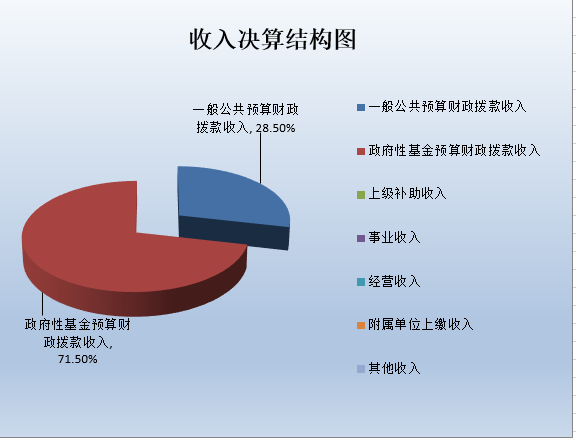 收入决算结构图
一般公共预算财政
拨款收入, 28.50%
政府性基金预算财
政拨款收入,
71.50%
一般公共预算财政拨款收入
政府性基金预算财政拨款收入
上级补助收入
事业收入
经营收入
附属单位上缴收入
其他收入